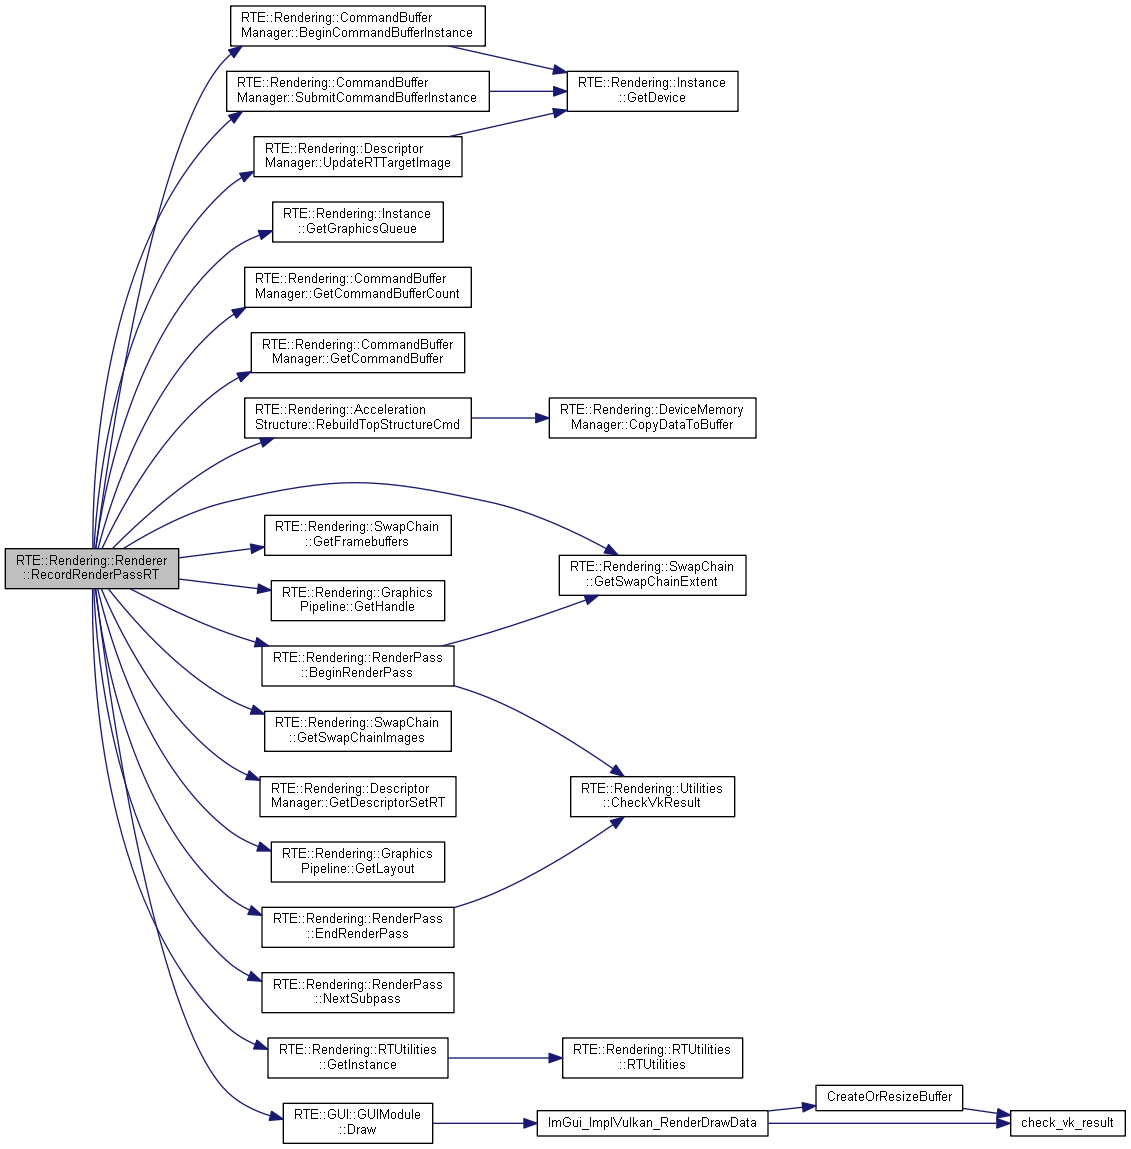 RTE::Rendering::CommandBuffer
Manager::BeginCommandBufferInstance
RTE::Rendering::CommandBuffer
Manager::SubmitCommandBufferInstance
RTE::Rendering::Instance
::GetDevice
RTE::Rendering::Descriptor
Manager::UpdateRTTargetImage
RTE::Rendering::Instance
::GetGraphicsQueue
RTE::Rendering::CommandBuffer
Manager::GetCommandBufferCount
RTE::Rendering::CommandBuffer
Manager::GetCommandBuffer
RTE::Rendering::Acceleration
Structure::RebuildTopStructureCmd
RTE::Rendering::DeviceMemory
Manager::CopyDataToBuffer
RTE::Rendering::SwapChain
::GetFramebuffers
RTE::Rendering::Renderer
::RecordRenderPassRT
RTE::Rendering::SwapChain
::GetSwapChainExtent
RTE::Rendering::Graphics
Pipeline::GetHandle
RTE::Rendering::RenderPass
::BeginRenderPass
RTE::Rendering::SwapChain
::GetSwapChainImages
RTE::Rendering::Descriptor
Manager::GetDescriptorSetRT
RTE::Rendering::Utilities
::CheckVkResult
RTE::Rendering::Graphics
Pipeline::GetLayout
RTE::Rendering::RenderPass
::EndRenderPass
RTE::Rendering::RenderPass
::NextSubpass
RTE::Rendering::RTUtilities
::GetInstance
RTE::Rendering::RTUtilities
::RTUtilities
RTE::GUI::GUIModule
::Draw
ImGui_ImplVulkan_RenderDrawData
CreateOrResizeBuffer
check_vk_result